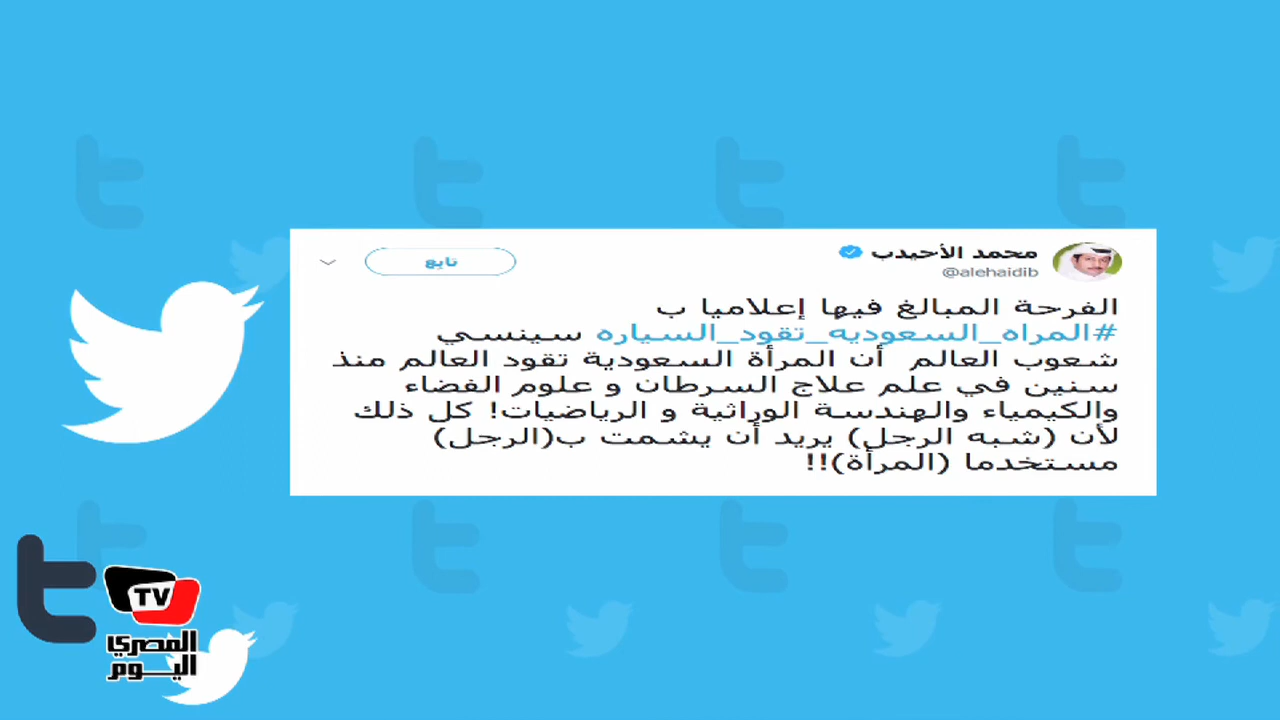 محمد الأحيدب
@alehaidib
تابع
الفرحة المبالغ فيها إعلاميا ب
#المراه_السعوديه_تقود_السياره سينسي
شعوب العالم أن المرأة السعودية تقود العالم منذ
سنين في علم علاج السرطان و علوم الفضاء
والكيمياء والهندسة الوراثية و الرياضيات! كل ذلك
لأن (شبه الرجل) يريد أن يشمت ب(الرجل)
مستخدما (المرأة)!!
TV
المصري
اليوم